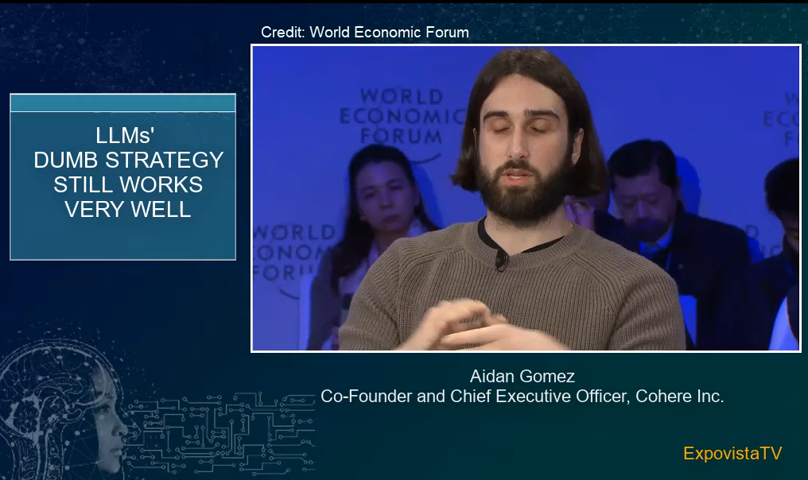 Credit: World Economic Forum
LLMs'
DUMB STRATEGY
STILL WORKS
VERY WELL
WORLD
ECONOMIC
FORUM
WORLD
Aidan Gomez
Co-Founder and Chief Executive Officer, Cohere Inc.
ExpovistaTV